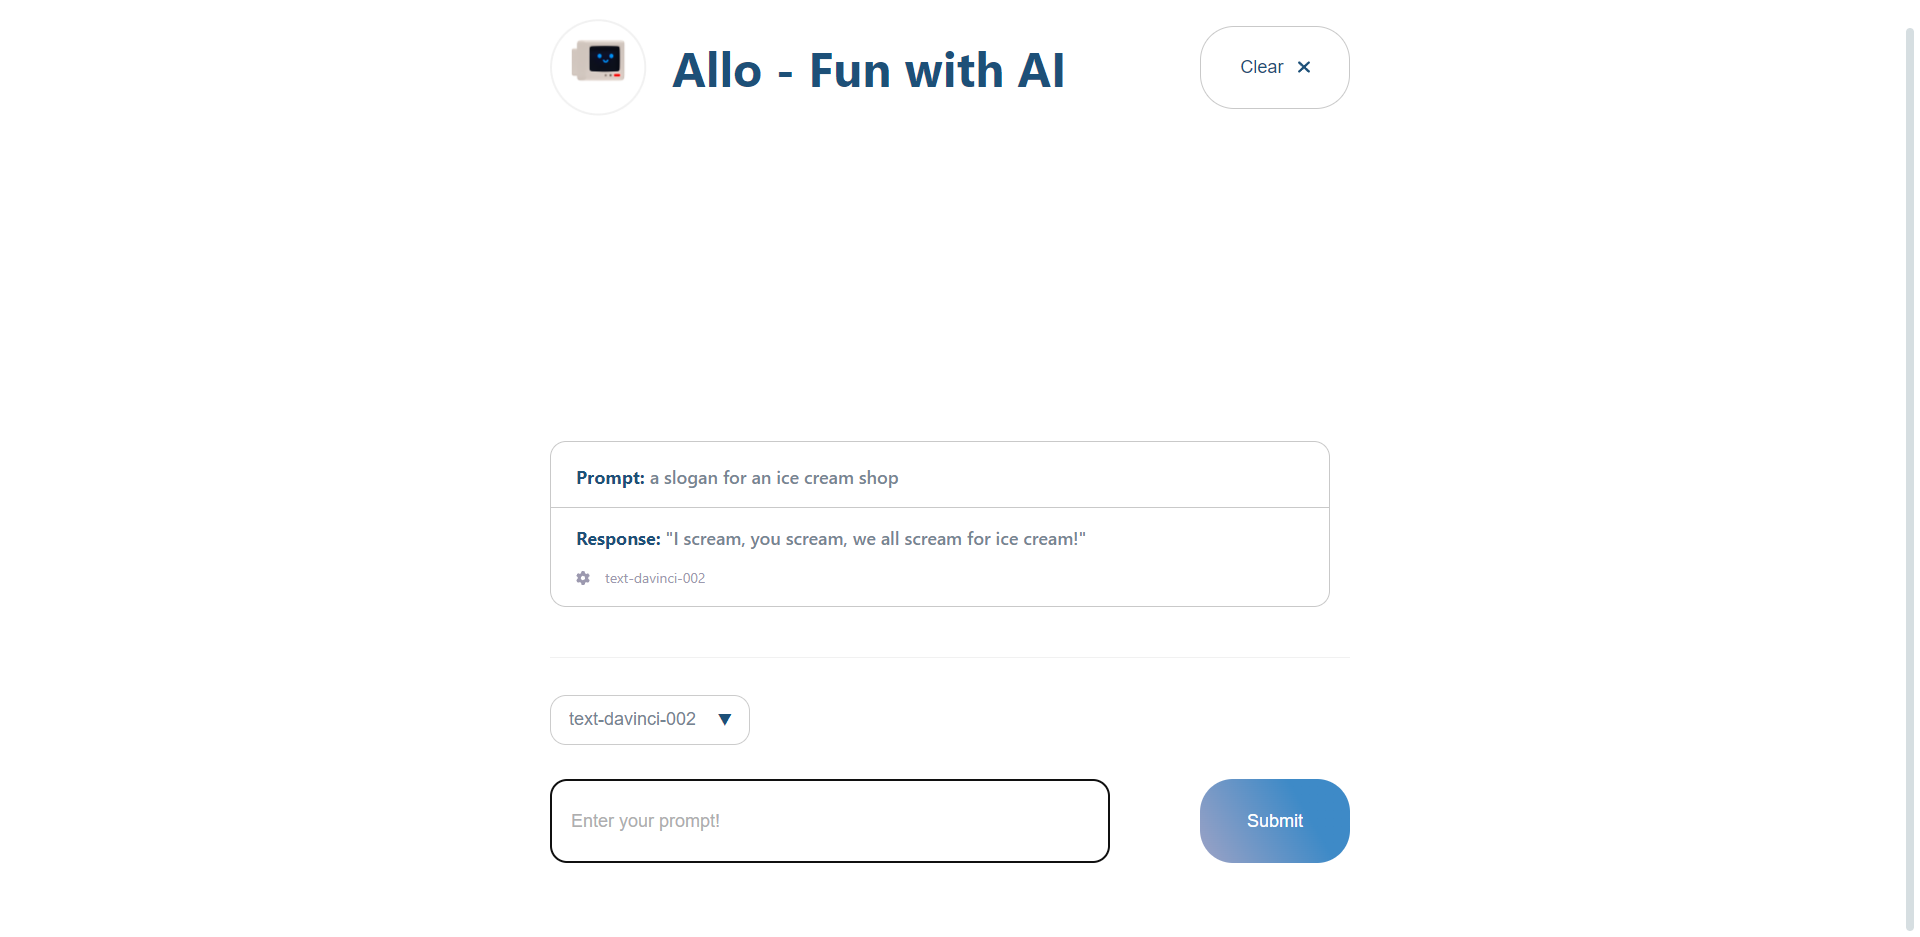 Allo - Fun with AI
Clear ×
Prompt: a slogan for an ice cream shop
Response: "I scream, you scream, we all scream for ice cream!"
text-davinci-002
text-davinci-002 ▼
Enter your prompt!
Submit